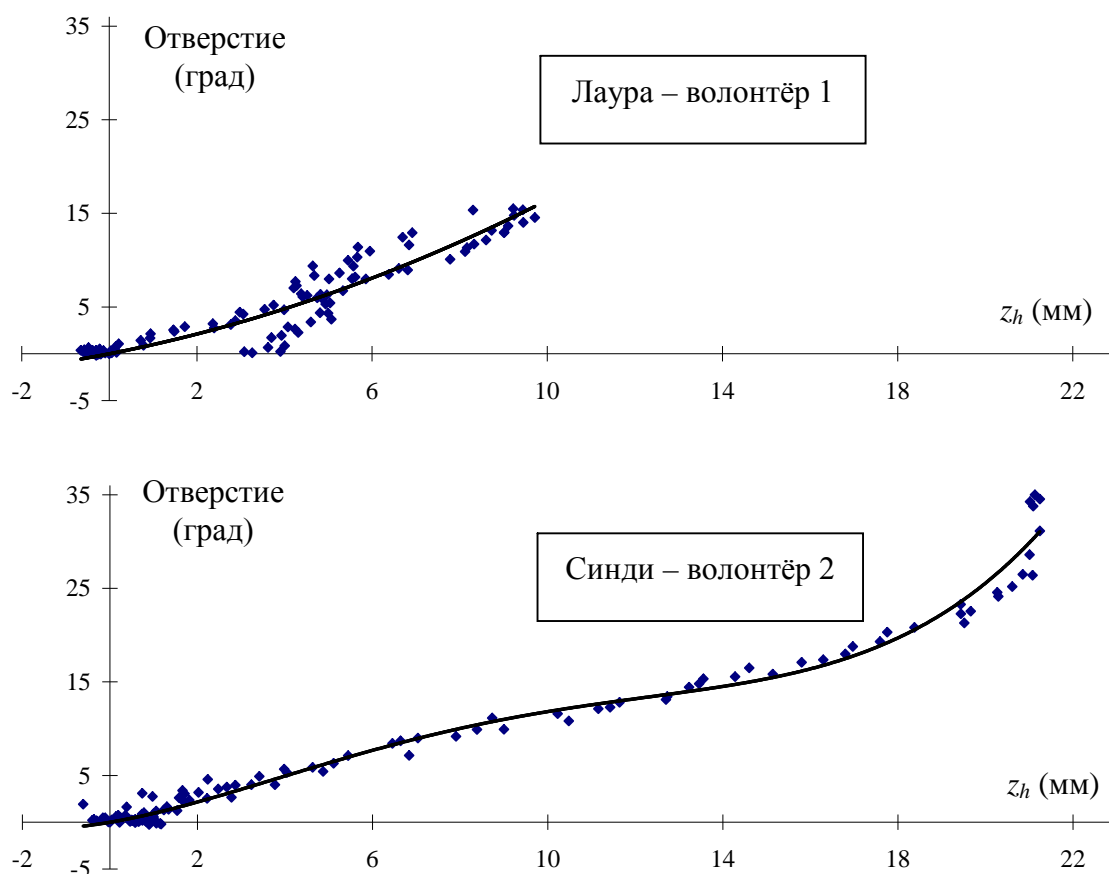 35
Отверстие
(град)
Лаура – волонтёр 1
25
15
5
z_h (мм)
-2 2 6 10 14 18 22
-5
35
Отверстие
(град)
25
Синди – волонтёр 2
15
5
z_h (мм)
-2 2 6 10 14 18 22
-5